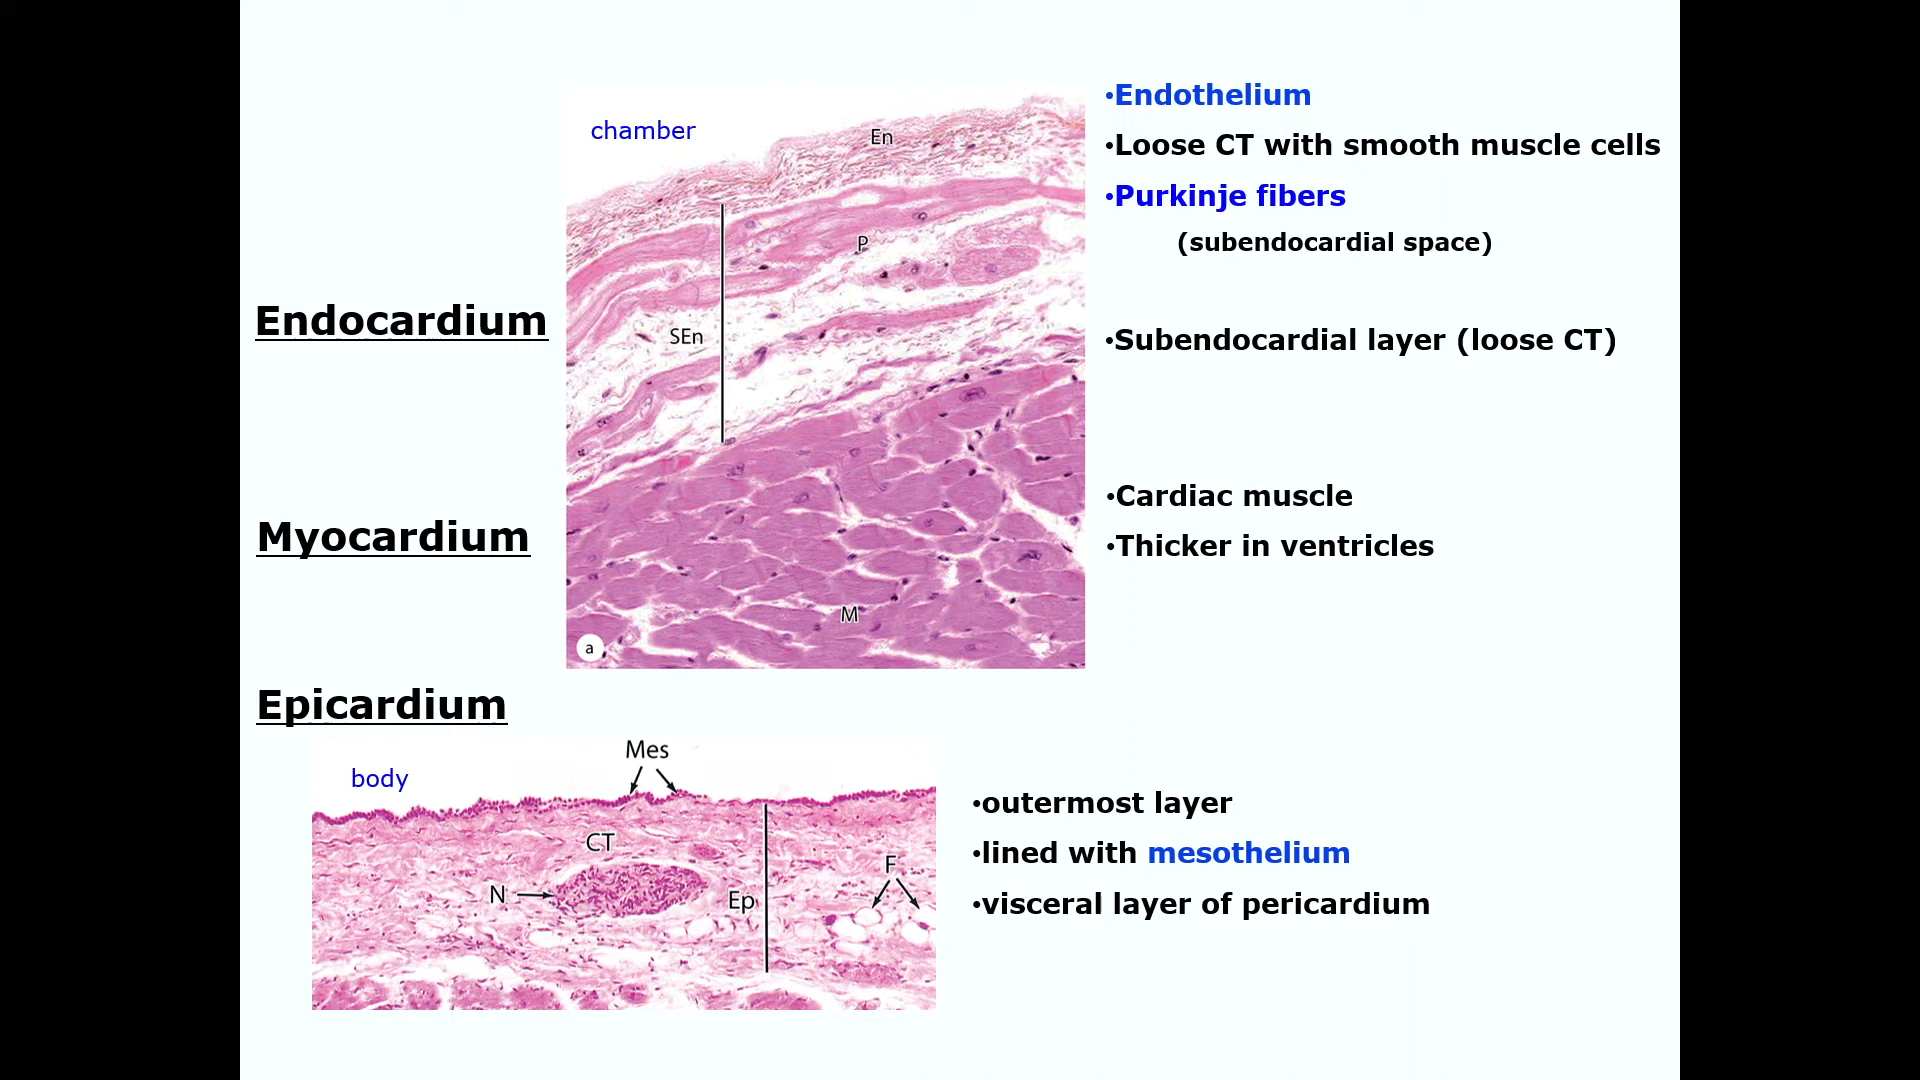 chamber
En
P
SEn
M
a
•Endothelium
•Loose CT with smooth muscle cells
•Purkinje fibers
(subendocardial space)
Endocardium
•Subendocardial layer (loose CT)
Myocardium
•Cardiac muscle
•Thicker in ventricles
Epicardium
Mes
body
CT
N
Ep
F
•outermost layer
•lined with mesothelium
•visceral layer of pericardium